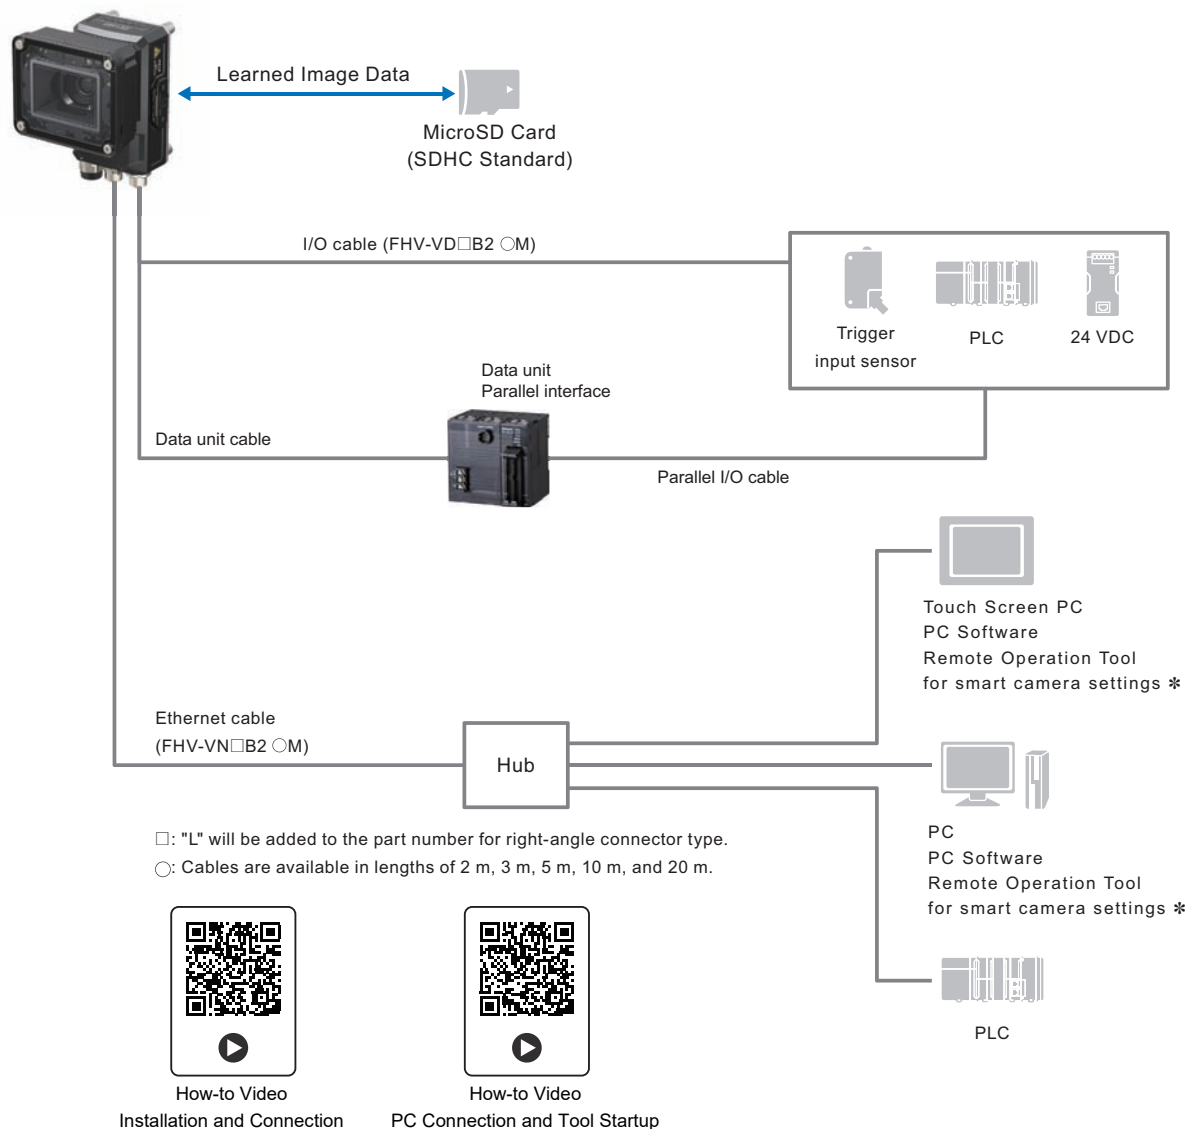 Learned Image Data
MicroSD Card
(SDHC Standard)
I/O cable (FHV-VD□B2 ○M)
Trigger
input sensor
PLC
24 VDC
Data unit
Parallel interface
Data unit cable
Parallel I/O cable
Touch Screen PC
PC Software
Remote Operation Tool
for smart camera settings ✽
Ethernet cable
(FHV-VN□B2 ○M)
Hub
PC
PC Software
Remote Operation Tool
for smart camera settings ✽
□: "L" will be added to the part number for right-angle connector type.
○: Cables are available in lengths of 2 m, 3 m, 5 m, 10 m, and 20 m.
PLC
How-to Video
Installation and Connection
How-to Video
PC Connection and Tool Startup